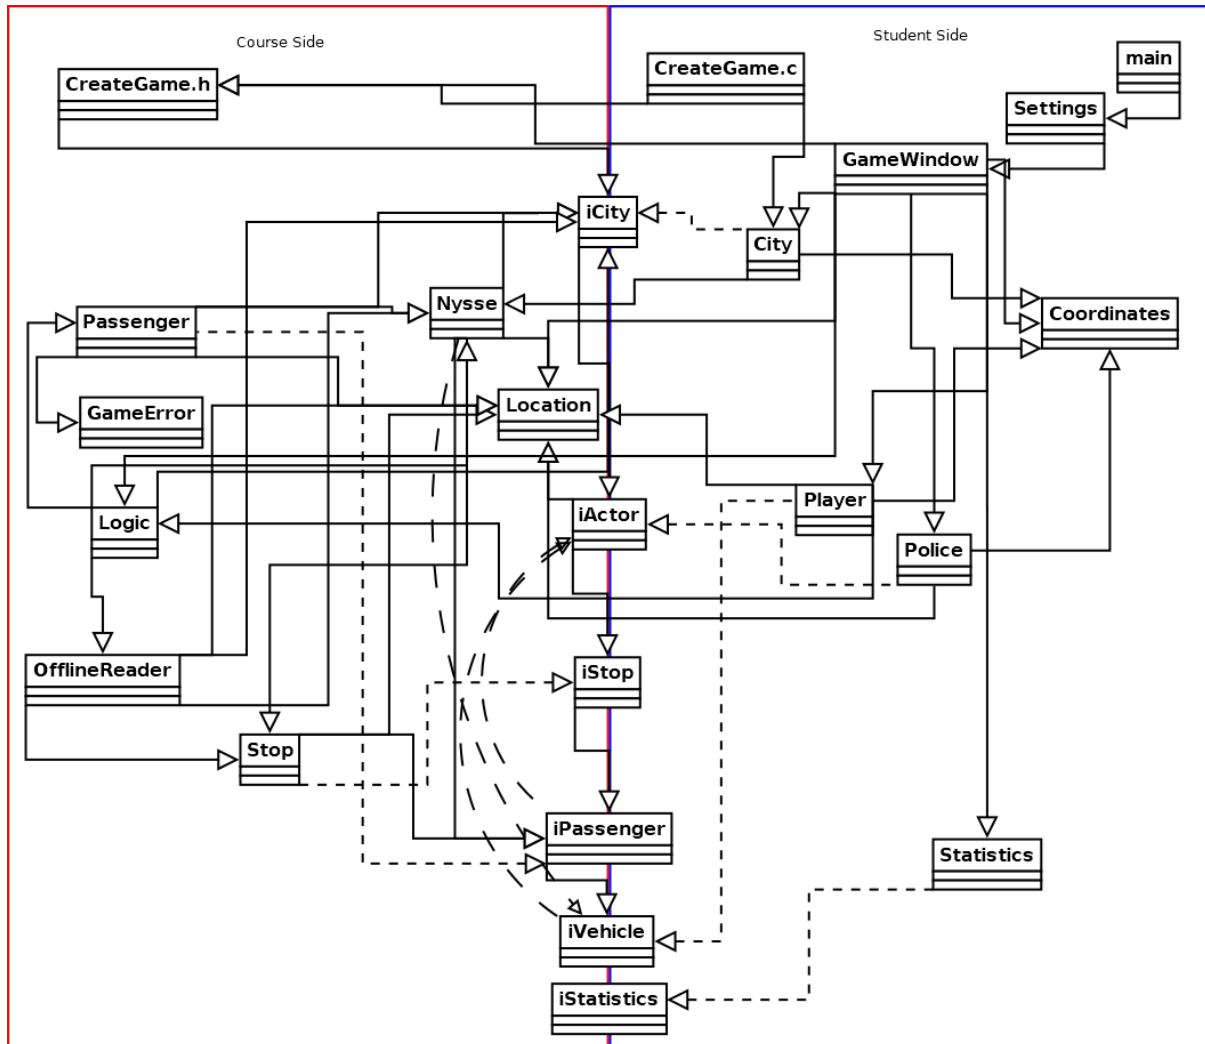 Course Side
Student Side
CreateGame.h
CreateGame.c
main
Settings
GameWindow
iCity
City
Nysse
Passenger
Coordinates
GameError
Location
Logic
iActor
Player
Police
OfflineReader
iStop
Stop
iPassenger
Statistics
iVehicle
iStatistics